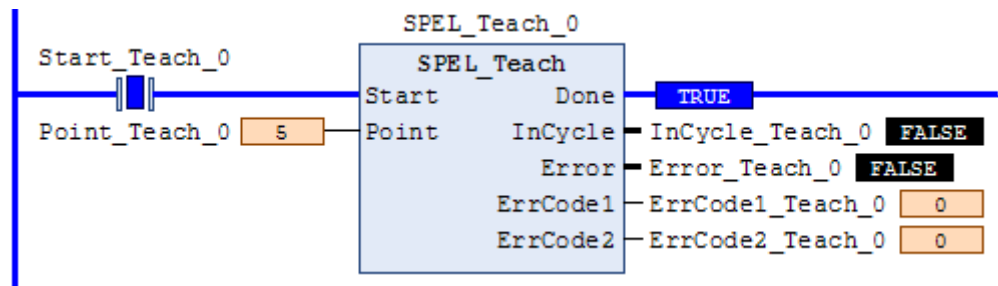 SPEL_Teach_0
Start_Teach_0
SPEL_Teach
Start Done TRUE
Point_Teach_0 5 Point InCycle InCycle_Teach_0 FALSE
Error Error_Teach_0 FALSE
ErrCode1 ErrCode1_Teach_0 0
ErrCode2 ErrCode2_Teach_0 0